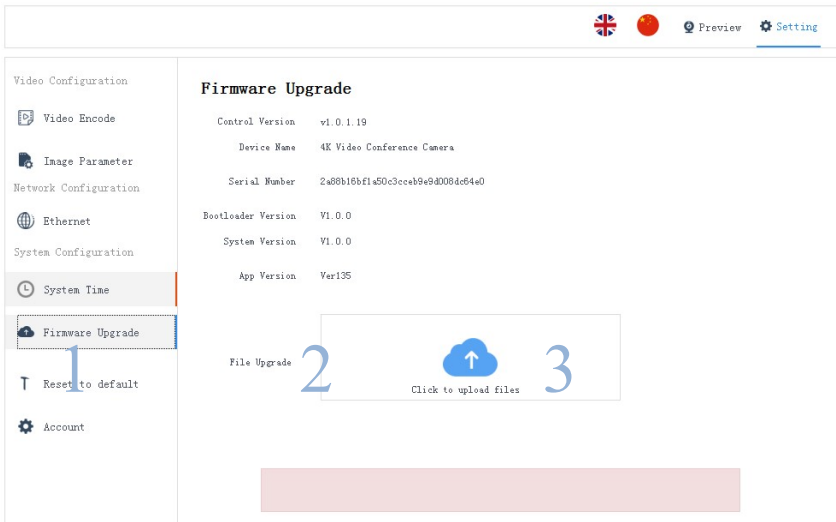 Preview Setting
Video Configuration
Video Encode
Image Parameter
Network Configuration
Ethernet
System Configuration
System Time
Firmware Upgrade
Reset to default
Account
Firmware Upgrade
Control Version v1.0.1.19
Device Name 4K Video Conference Camera
Serial Number 2a88b16bf1a50c3cceb9e9d008dc64e0
Bootloader Version V1.0.0
System Version V1.0.0
App Version Ver135
File Upgrade
Click to upload files
1 2 3